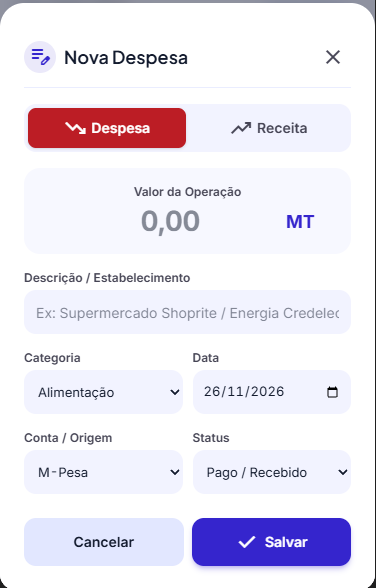 Nova Despesa
Despesa Receita
Valor da Operação
0,00 MT
Descrição / Estabelecimento
Ex: Supermercado Shoprite / Energia Credelec
Categoria Data
Alimentação 26/11/2026
Conta / Origem Status
M-Pesa Pago / Recebido
Cancelar Salvar